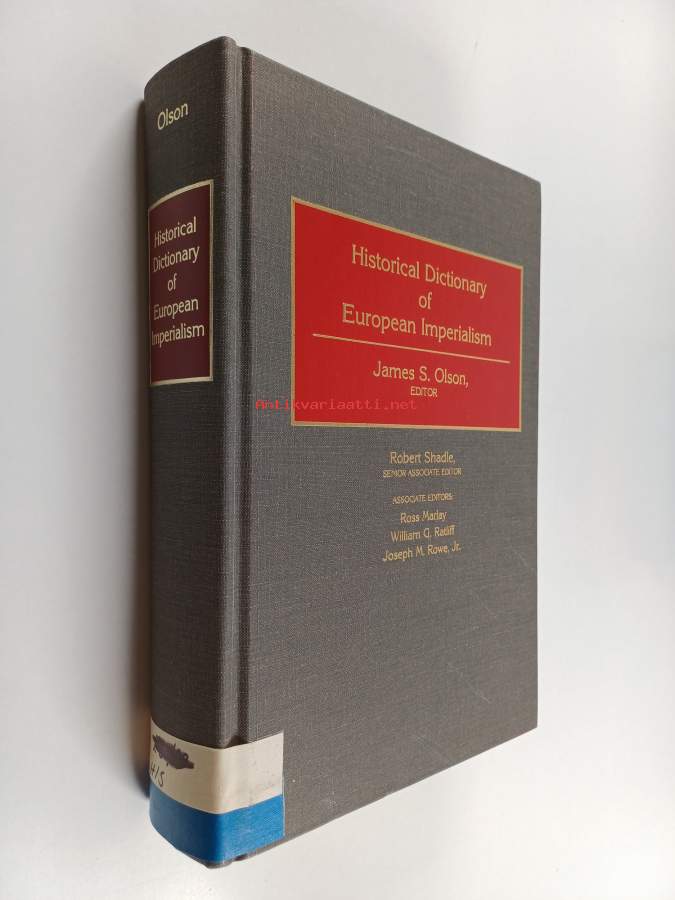 Olson
Historical
Dictionary
of
European
Imperialism
Historical Dictionary
of
European Imperialism
James S. Olson,
EDITOR
Antikvariaatti.net
Robert Shadle,
SENIOR ASSOCIATE EDITOR
ASSOCIATE EDITORS:
Ross Marlay
William G. Ratliff
Joseph M. Rowe, Jr.
HIS